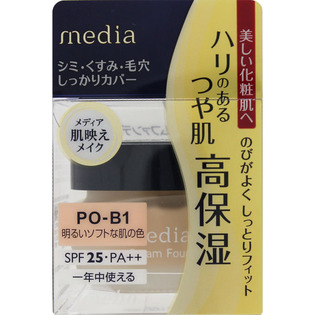 media
シミ・くすみ・毛穴
しっかりカバー
メディア
肌映え
メイク
美しい化粧肌へ
ハリのある
つや肌
高保湿
のびがよく しっとりフィット
PO-B1
明るいソフトな肌の色
SPF 25・PA++
一年中使える
media